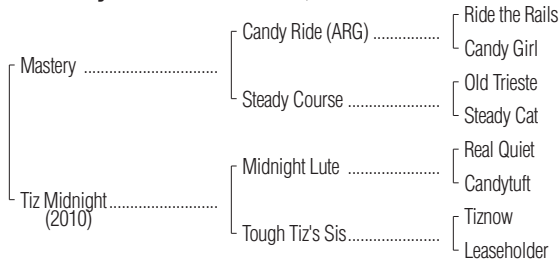 Ride the Rails
Candy Ride (ARG) ..................
Candy Girl
Mastery ....................................
Old Trieste
Steady Course .........................
Steady Cat
Real Quiet
Midnight Lute ...........................
Candytuft
Tiz Midnight.............................
(2010)
Tiznow
Tough Tiz's Sis.........................
Leaseholder